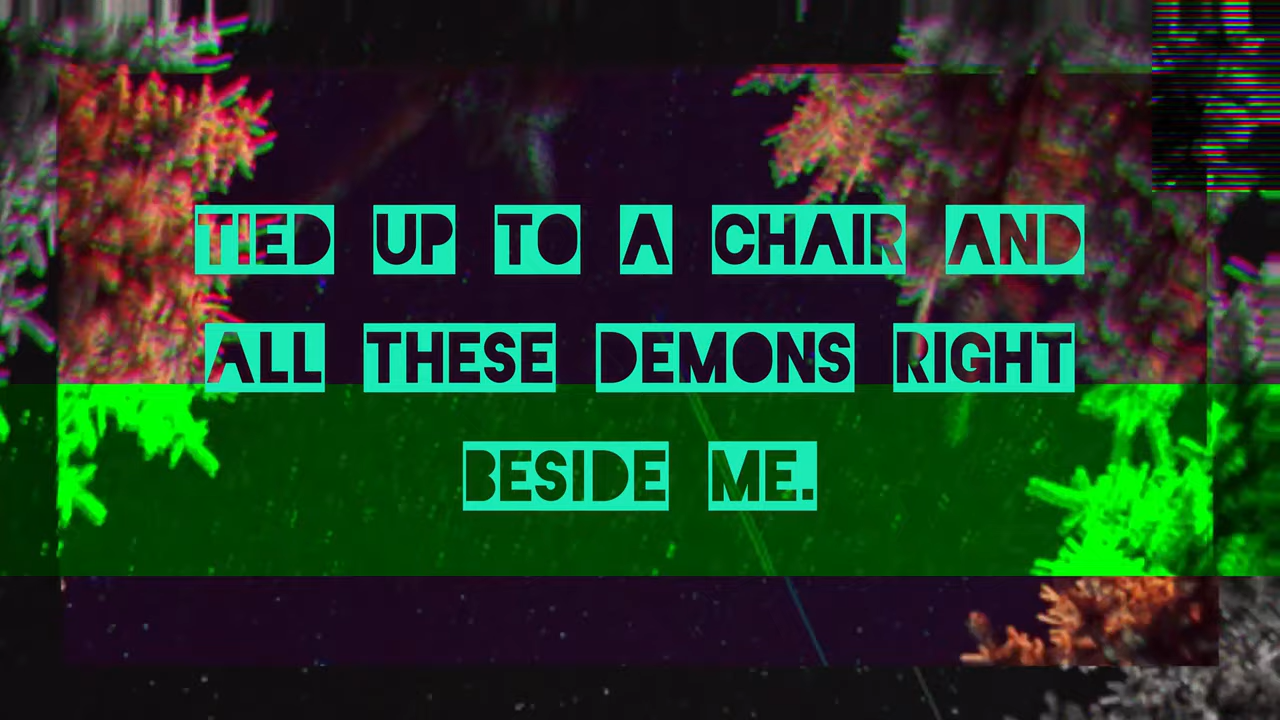 TIED UP TO A CHAIR AND
ALL THESE DEMONS RIGHT
BESIDE ME.